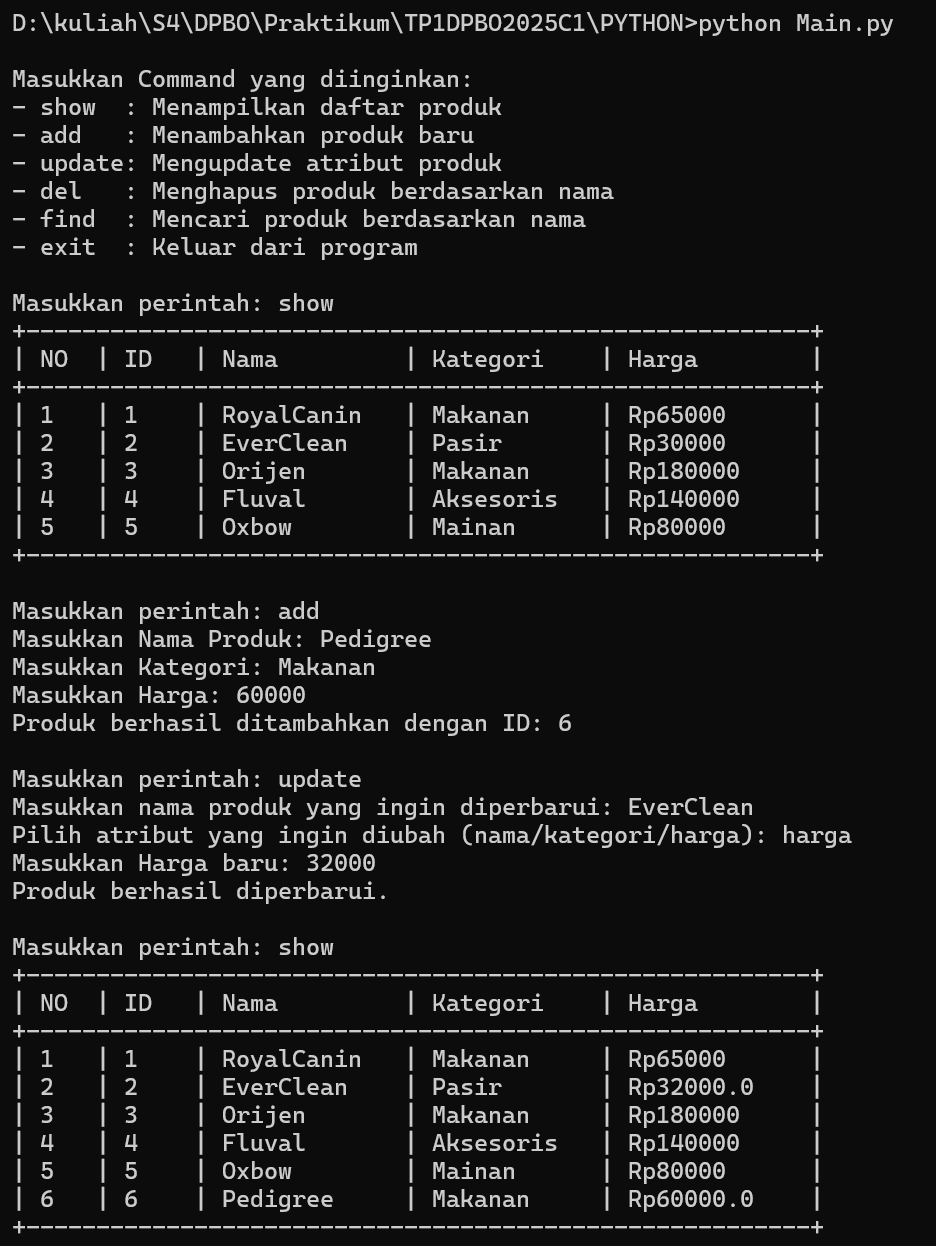 D:\kuliah\S4\DPBO\Praktikum\TP1DPBO2025C1\PYTHON>python Main.py

Masukkan Command yang diinginkan:
- show  : Menampilkan daftar produk
- add   : Menambahkan produk baru
- update: Mengupdate atribut produk
- del   : Menghapus produk berdasarkan nama
- find  : Mencari produk berdasarkan nama
- exit  : Keluar dari program

Masukkan perintah: show
+--------------------------------------------------------+
| NO  | ID   | Nama         | Kategori    | Harga        |
+--------------------------------------------------------+
| 1   | 1    | RoyalCanin   | Makanan     | Rp65000      |
| 2   | 2    | EverClean    | Pasir       | Rp30000      |
| 3   | 3    | Orijen       | Makanan     | Rp180000     |
| 4   | 4    | Fluval       | Aksesoris   | Rp140000     |
| 5   | 5    | Oxbow        | Mainan      | Rp80000      |
+--------------------------------------------------------+

Masukkan perintah: add
Masukkan Nama Produk: Pedigree
Masukkan Kategori: Makanan
Masukkan Harga: 60000
Produk berhasil ditambahkan dengan ID: 6

Masukkan perintah: update
Masukkan nama produk yang ingin diperbarui: EverClean
Pilih atribut yang ingin diubah (nama/kategori/harga): harga
Masukkan Harga baru: 32000
Produk berhasil diperbarui.

Masukkan perintah: show
+--------------------------------------------------------+
| NO  | ID   | Nama         | Kategori    | Harga        |
+--------------------------------------------------------+
| 1   | 1    | RoyalCanin   | Makanan     | Rp65000      |
| 2   | 2    | EverClean    | Pasir       | Rp32000.0    |
| 3   | 3    | Orijen       | Makanan     | Rp180000     |
| 4   | 4    | Fluval       | Aksesoris   | Rp140000     |
| 5   | 5    | Oxbow        | Mainan      | Rp80000      |
| 6   | 6    | Pedigree     | Makanan     | Rp60000.0    |
+--------------------------------------------------------+